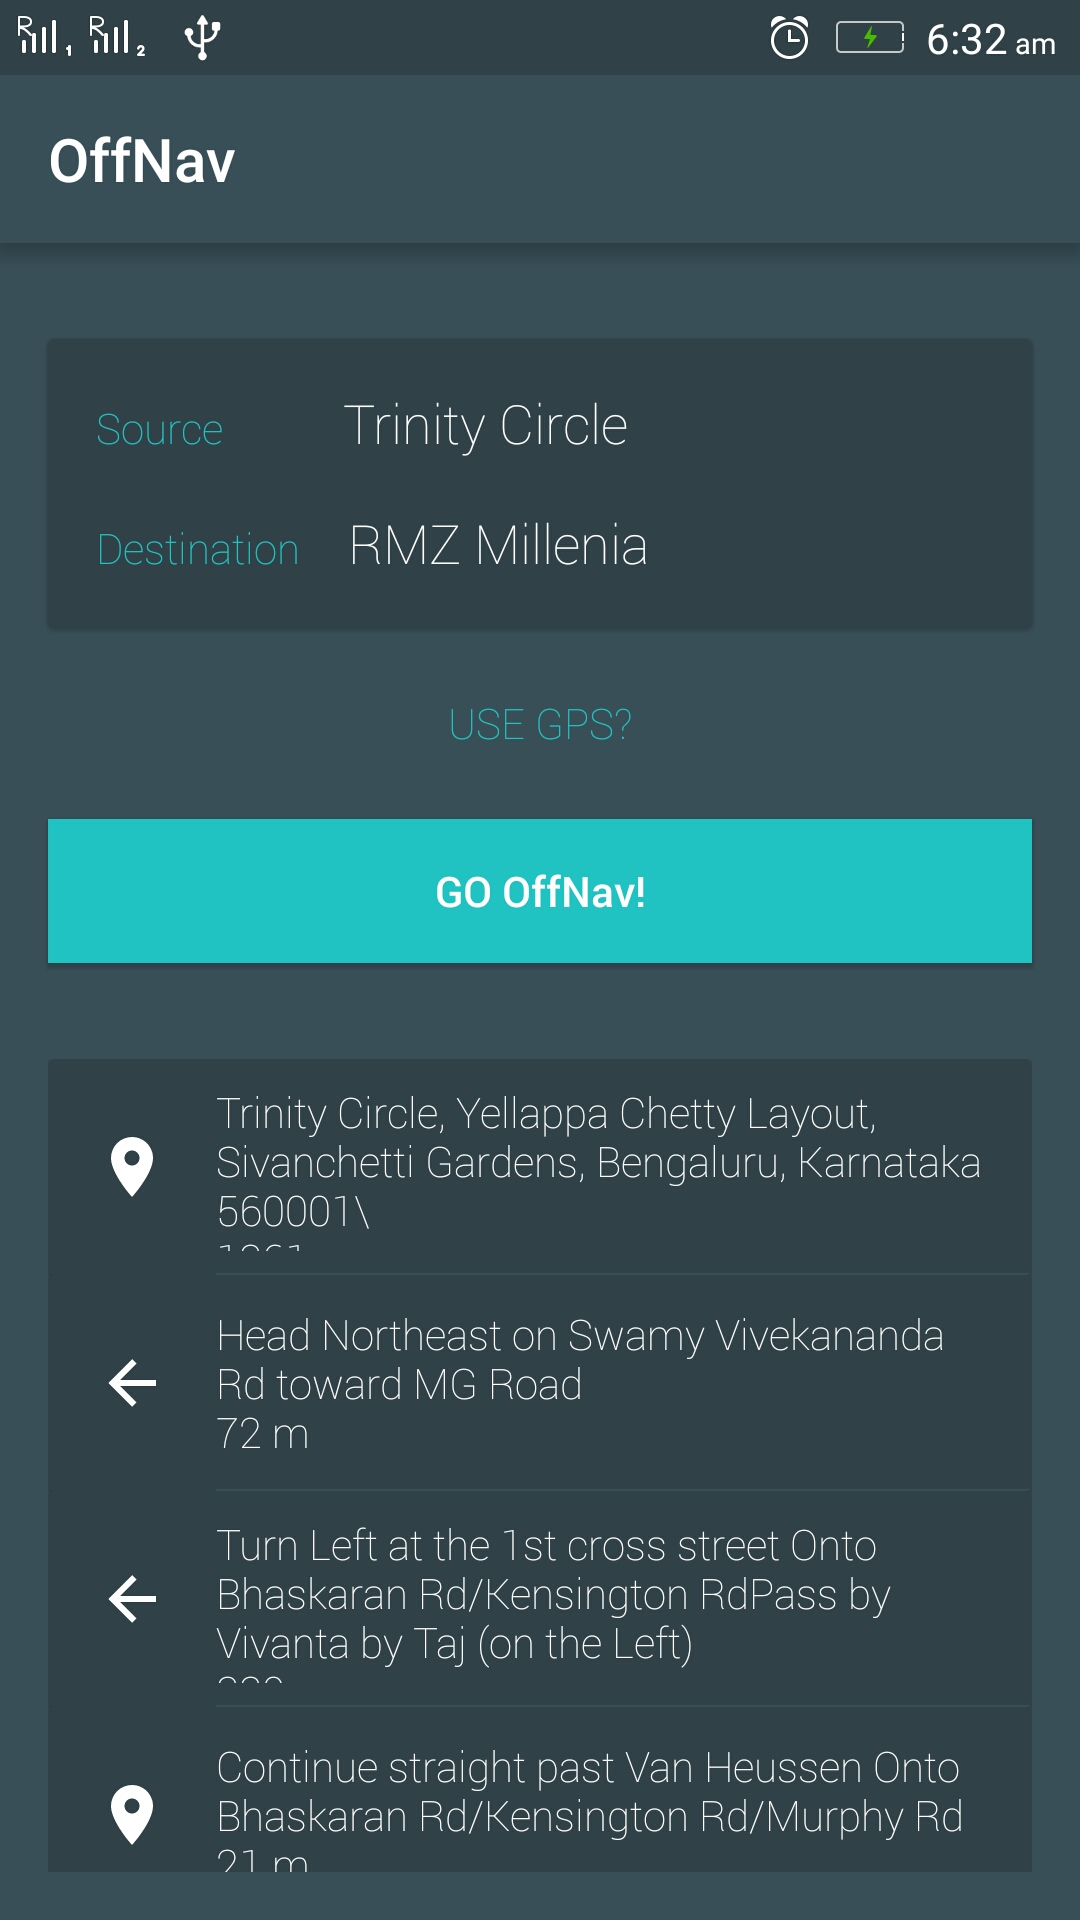 R 1 R 2 6:32 am
OffNav
Source Trinity Circle
Destination RMZ Millenia
USE GPS?
GO OffNav!
Trinity Circle, Yellappa Chetty Layout,
Sivanchetti Gardens, Bengaluru, Karnataka
560001\
Head Northeast on Swamy Vivekananda
Rd toward MG Road
72 m
Turn Left at the 1st cross street Onto
Bhaskaran Rd/Kensington RdPass by
Vivanta by Taj (on the Left)
Continue straight past Van Heussen Onto
Bhaskaran Rd/Kensington Rd/Murphy Rd
21 m